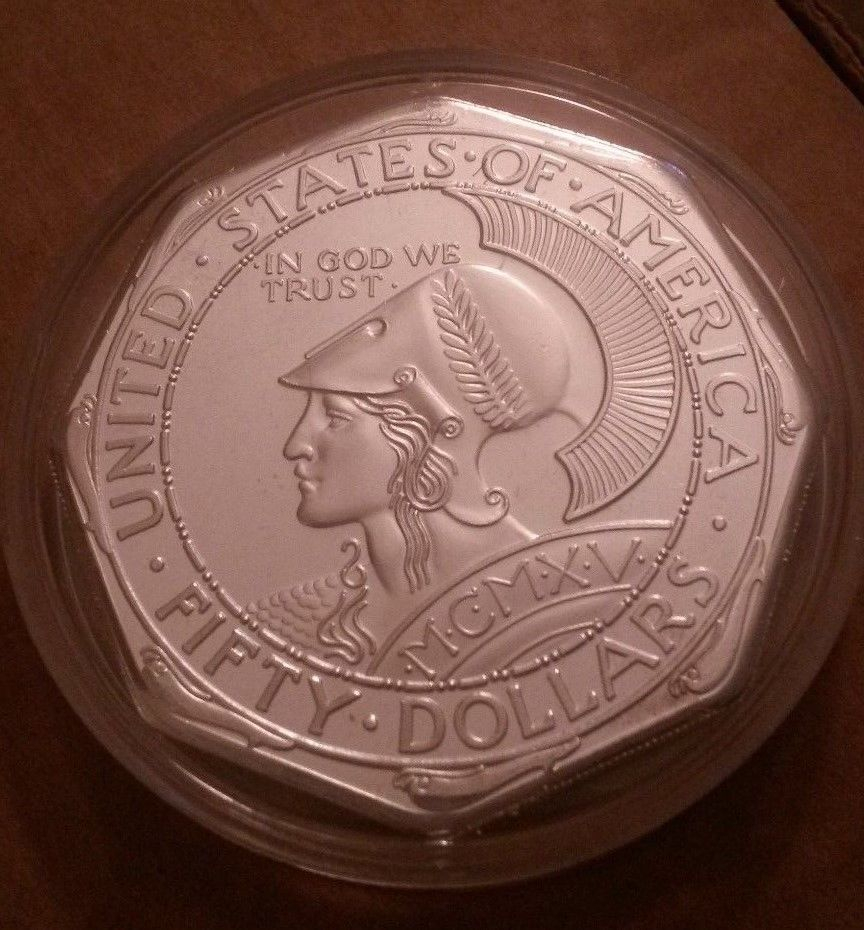 UNITED · STATES · OF · AMERICA ·
· IN GOD WE
TRUST ·
M·C·M·X·V·
· FIFTY · DOLLARS ·